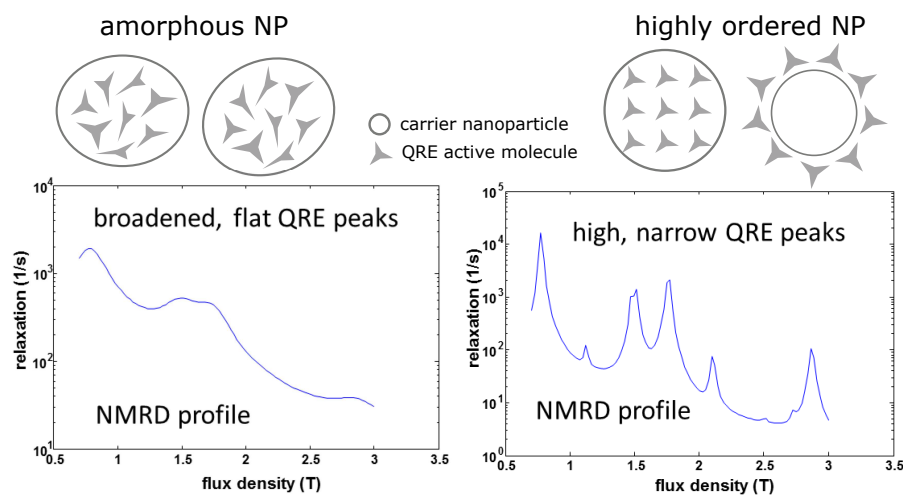 amorphous NP
highly ordered NP
carrier nanoparticle
QRE active molecule
broadened, flat QRE peaks
NMRD profile
relaxation (1/s)
10^4
10^3
10^2
10^1
0.5 1 1.5 2 2.5 3 3.5
flux density (T)
high, narrow QRE peaks
NMRD profile
relaxation (1/s)
10^5
10^4
10^3
10^2
10^1
10^0
0.5 1 1.5 2 2.5 3 3.5
flux density (T)